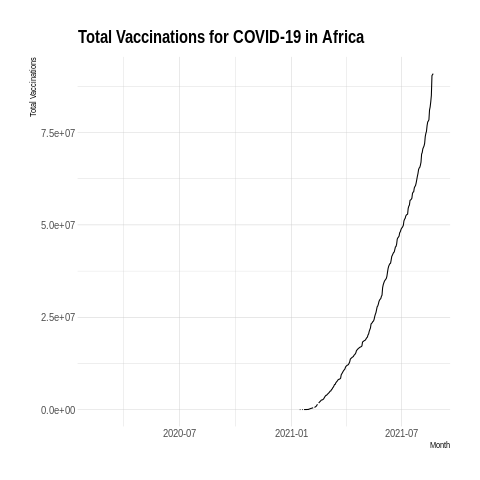 Total Vaccinations for COVID-19 in Africa
Total Vaccinations
7.5e+07
5.0e+07
2.5e+07
0.0e+00
2020-07
2021-01
2021-07
Month